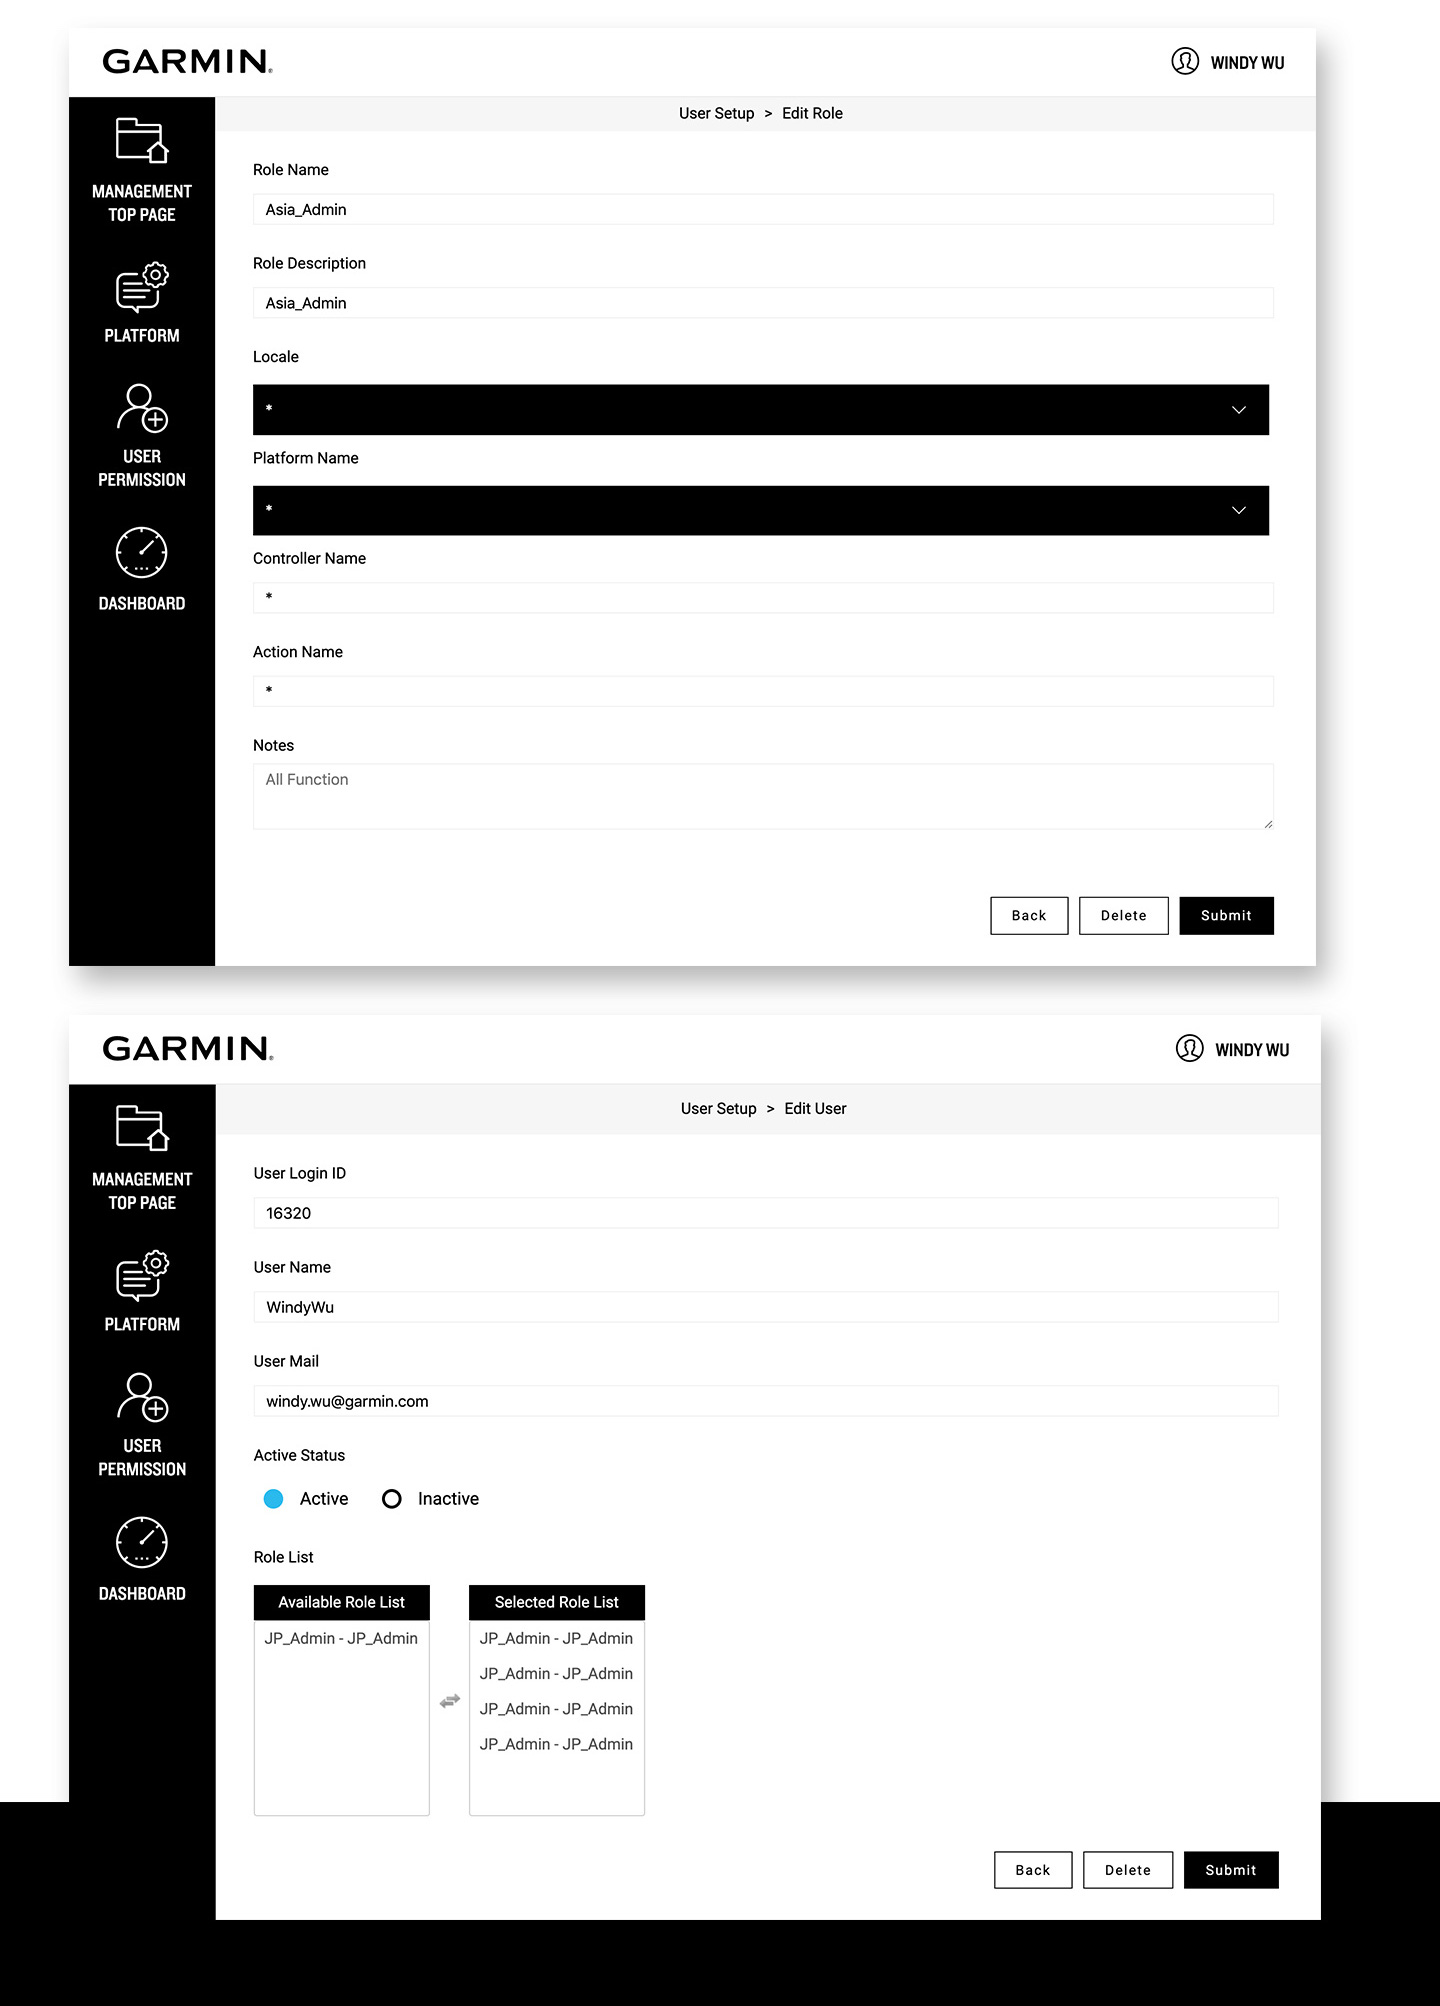 GARMIN
WINDY WU
User Setup > Edit Role
MANAGEMENT
TOP PAGE
PLATFORM
USER
PERMISSION
DASHBOARD
Role Name
Asia_Admin
Role Description
Asia_Admin
Locale
*
Platform Name
*
Controller Name
*
Action Name
*
Notes
All Function
Back Delete Submit
GARMIN
WINDY WU
User Setup > Edit User
MANAGEMENT
TOP PAGE
PLATFORM
USER
PERMISSION
DASHBOARD
User Login ID
16320
User Name
WindyWu
User Mail
windy.wu@garmin.com
Active Status
Active Inactive
Role List
Available Role List Selected Role List
JP_Admin - JP_Admin JP_Admin - JP_Admin
JP_Admin - JP_Admin
JP_Admin - JP_Admin
JP_Admin - JP_Admin
Back Delete Submit